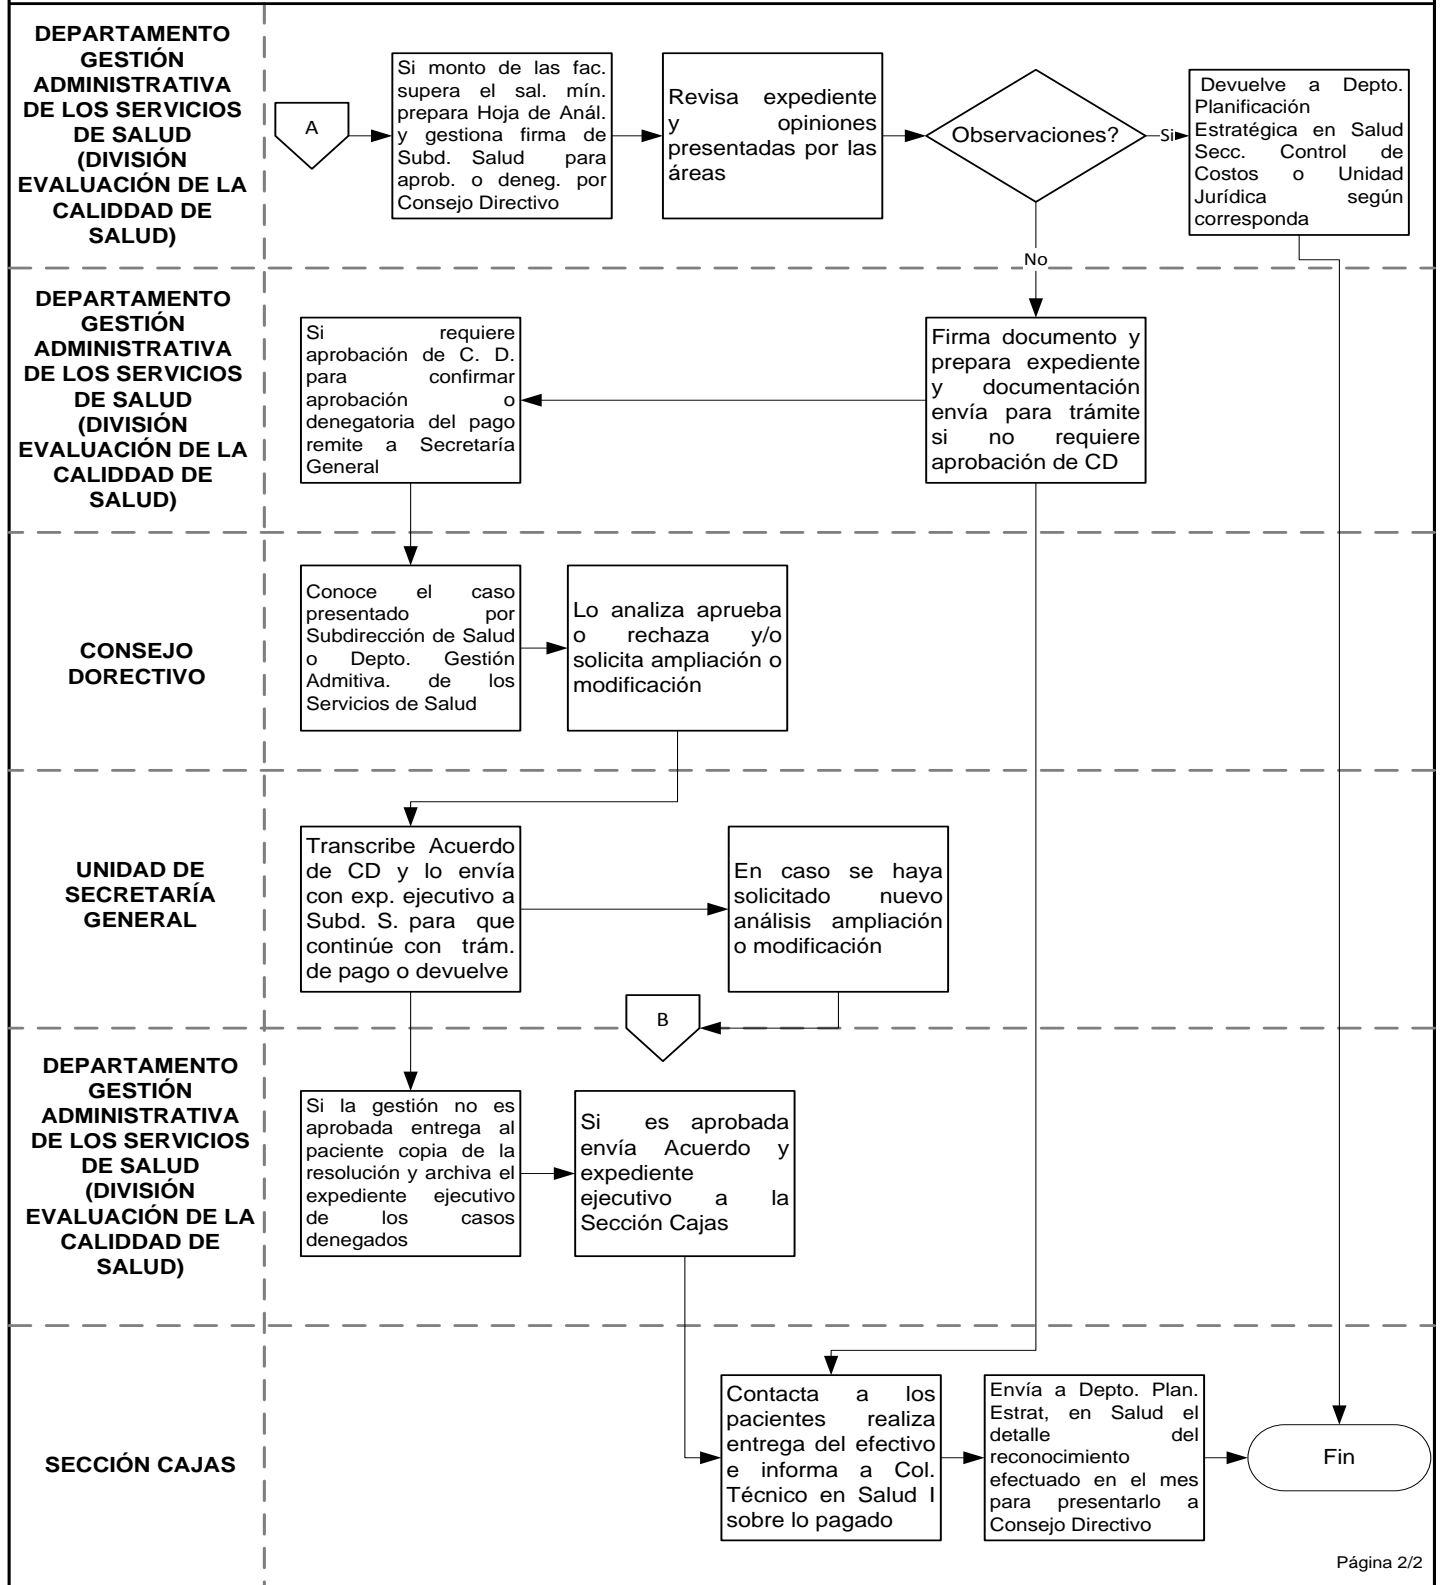 DEPARTAMENTO
GESTIÓN
ADMINISTRATIVA
DE LOS SERVICIOS
DE SALUD
(DIVISIÓN
EVALUACIÓN DE LA
CALIDDAD DE
SALUD)
A
Si monto de las fac.
supera el sal. mín.
prepara Hoja de Anál.
y gestiona firma de
Subd. Salud para
aprob. o deneg. por
Consejo Directivo
Revisa expediente
y opiniones
presentadas por las
áreas
Observaciones?
Si
Devuelve a Depto.
Planificación
Estratégica en Salud
Secc. Control de
Costos o Unidad
Jurídica según
corresponda
No
DEPARTAMENTO
GESTIÓN
ADMINISTRATIVA
DE LOS SERVICIOS
DE SALUD
(DIVISIÓN
EVALUACIÓN DE LA
CALIDDAD DE
SALUD)
Si requiere
aprobación de C. D.
para confirmar
aprobación o
denegatoria del pago
remite a Secretaría
General
Firma documento y
prepara expediente
y documentación
envía para trámite
si no requiere
aprobación de CD
CONSEJO
DORECTIVO
Conoce el caso
presentado por
Subdirección de Salud
o Depto. Gestión
Admitiva. de los
Servicios de Salud
Lo analiza aprueba
o rechaza y/o
solicita ampliación o
modificación
UNIDAD DE
SECRETARÍA
GENERAL
Transcribe Acuerdo
de CD y lo envía
con exp. ejecutivo a
Subd. S. para que
continúe con trám.
de pago o devuelve
En caso se haya
solicitado nuevo
análisis ampliación
o modificación
B
DEPARTAMENTO
GESTIÓN
ADMINISTRATIVA
DE LOS SERVICIOS
DE SALUD
(DIVISIÓN
EVALUACIÓN DE LA
CALIDDAD DE
SALUD)
Si la gestión no es
aprobada entrega al
paciente copia de la
resolución y archiva el
expediente ejecutivo
de los casos
denegados
Si es aprobada
envía Acuerdo y
expediente
ejecutivo a la
Sección Cajas
SECCIÓN CAJAS
Contacta a los
pacientes realiza
entrega del efectivo
e informa a Col.
Técnico en Salud I
sobre lo pagado
Envía a Depto. Plan.
Estrat, en Salud el
detalle del
reconocimiento
efectuado en el mes
para presentarlo a
Consejo Directivo
Fin
Página 2/2